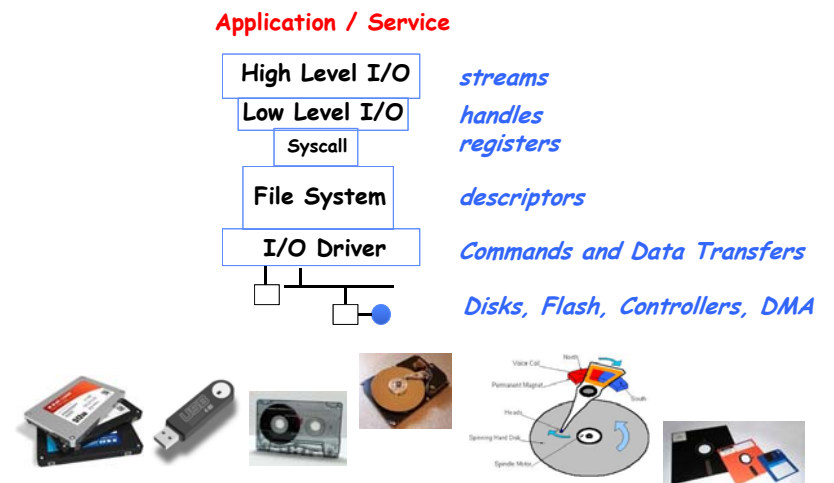 Application / Service
High Level I/O
streams
Low Level I/O
handles
Syscall
registers
File System
descriptors
I/O Driver
Commands and Data Transfers
Disks, Flash, Controllers, DMA
North
Voice Coil
Permanent Magnet
South
Heads
Spinning Hard Disk
Spindle Motor
USB